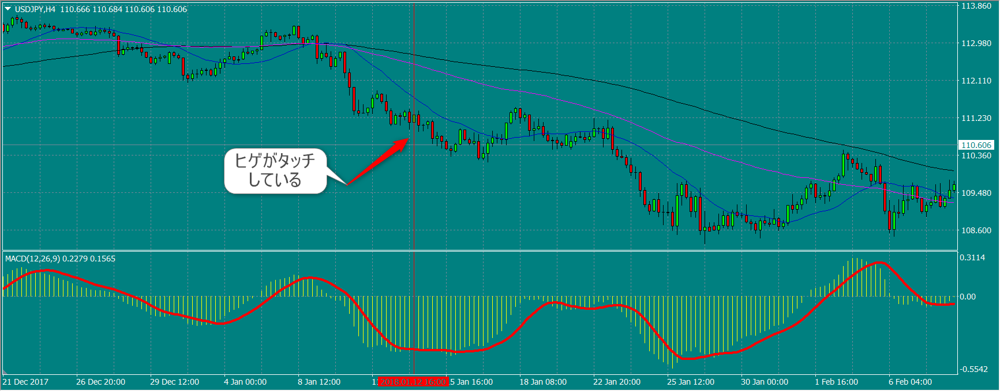 USDJPY,H4 110.666 110.684 110.606 110.606
113.860
112.980
112.110
111.230
110.606
110.360
109.480
108.600
ヒゲがタッチ
している
MACD(12,26,9) 0.2279 0.1565
0.3114
0.00
-0.5542
21 Dec 2017
26 Dec 20:00
29 Dec 12:00
4 Jan 00:00
8 Jan 12:00
2018.01.12 16:00
5 Jan 16:00
18 Jan 08:00
22 Jan 20:00
25 Jan 12:00
30 Jan 00:00
1 Feb 16:00
6 Feb 04:00